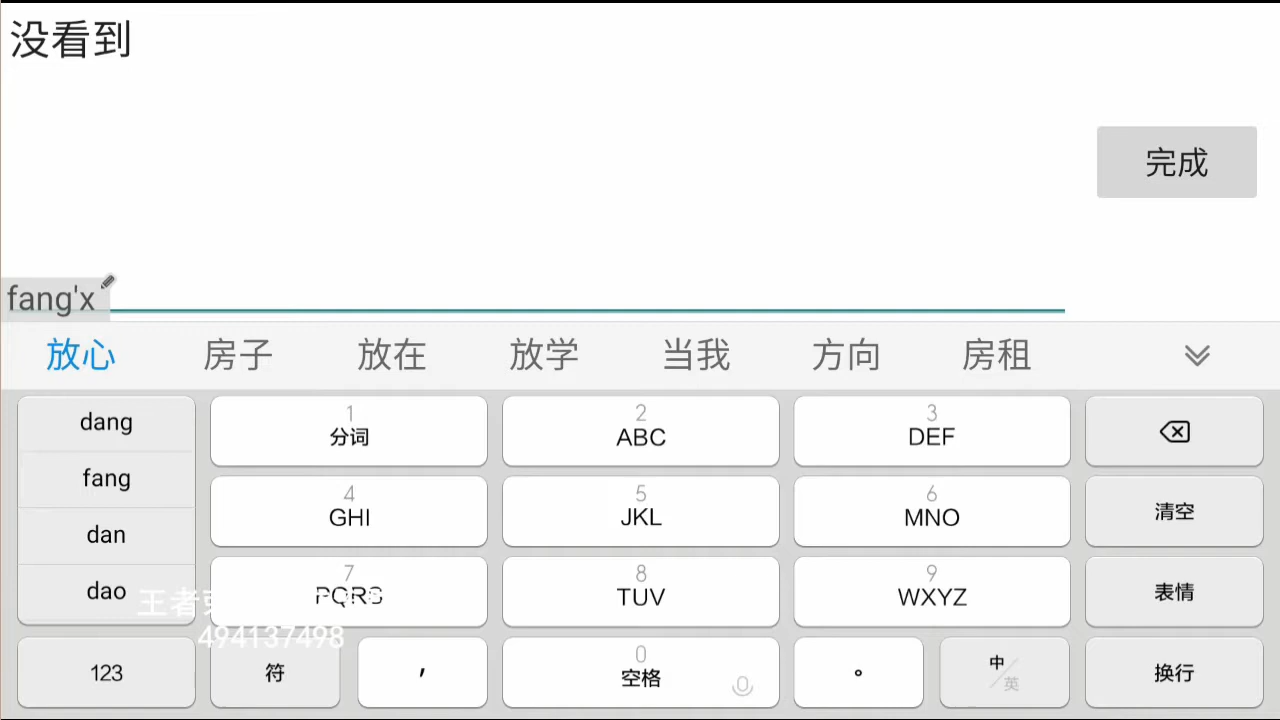 没看到
完成
fang'x
放心 房子 放在 放学 当我 方向 房租
dang
fang
dan
dao
1 分词
2 ABC
3 DEF
4 GHI
5 JKL
6 MNO
清空
7 PQRS
8 TUV
9 WXYZ
表情
王者
494137498
123
符
,
0 空格
。
中/英
换行